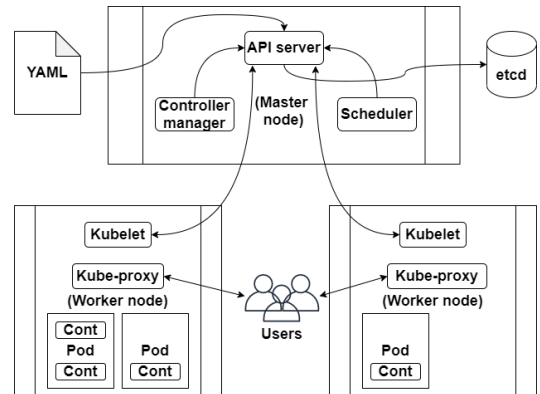 YAML
API server
etcd
Controller
manager
(Master
node)
Scheduler
Kubelet
Kube-proxy
(Worker node)
Cont
Pod
Cont
Pod
Cont
Users
Kubelet
Kube-proxy
(Worker node)
Pod
Cont